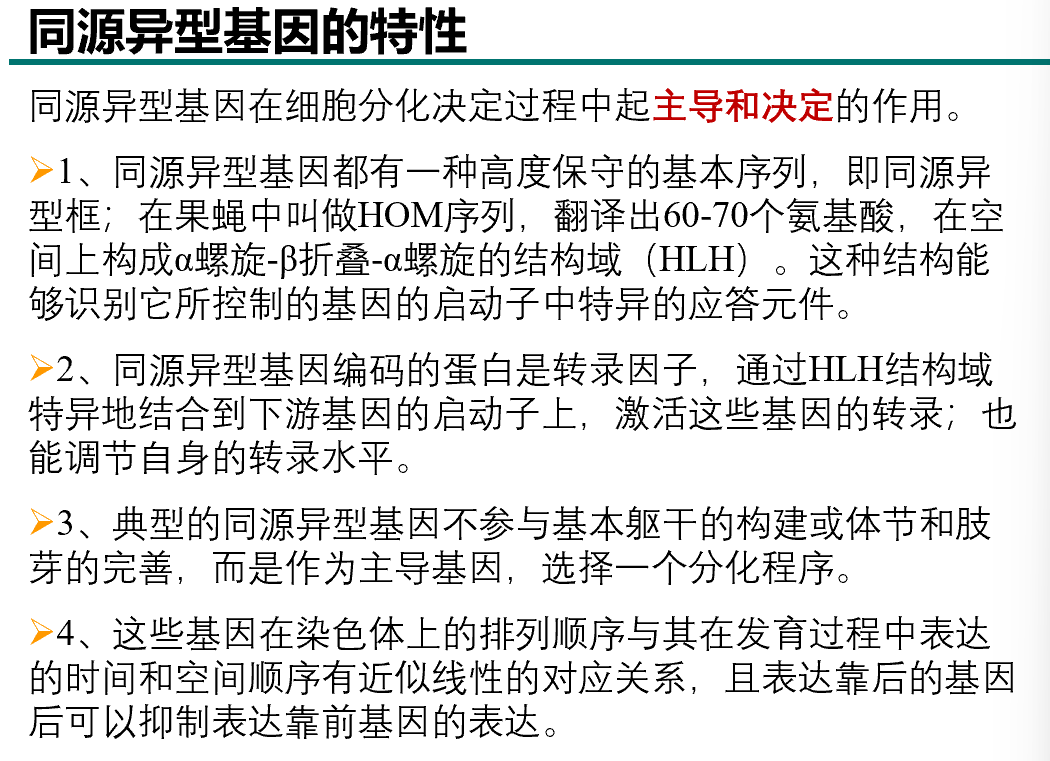 同源异型基因的特性
同源异型基因在细胞分化决定过程中起主导和决定的作用。
➢1、同源异型基因都有一种高度保守的基本序列，即同源异
型框；在果蝇中叫做HOM序列，翻译出60-70个氨基酸，在空
间上构成α螺旋-β折叠-α螺旋的结构域（HLH）。这种结构能
够识别它所控制的基因的启动子中特异的应答元件。
➢2、同源异型基因编码的蛋白是转录因子，通过HLH结构域
特异地结合到下游基因的启动子上，激活这些基因的转录；也
能调节自身的转录水平。
➢3、典型的同源异型基因不参与基本躯干的构建或体节和肢
芽的完善，而是作为主导基因，选择一个分化程序。
➢4、这些基因在染色体上的排列顺序与其在发育过程中表达
的时间和空间顺序有近似线性的对应关系，且表达靠后的基因
后可以抑制表达靠前基因的表达。